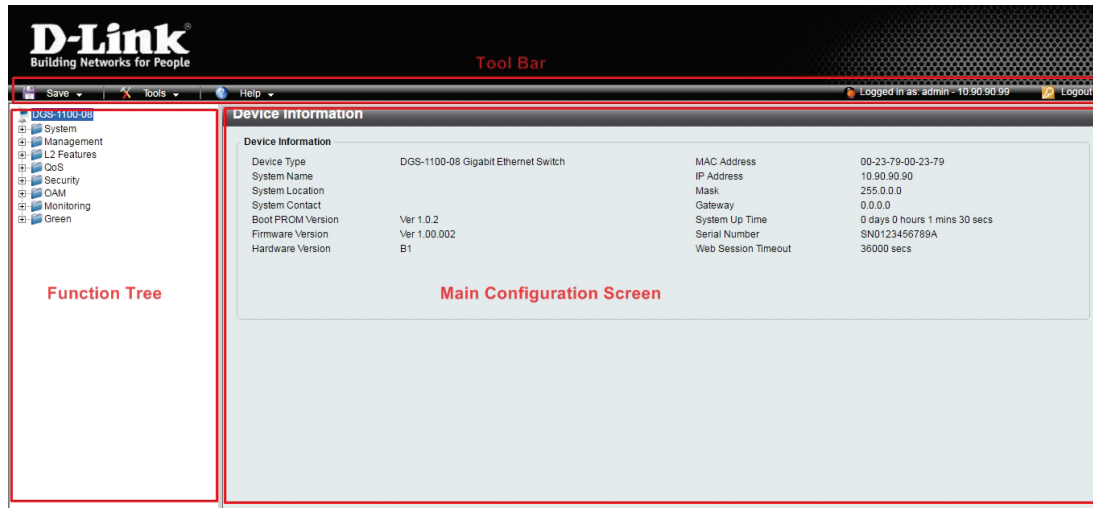 D-Link®
Building Networks for People
Tool Bar
Save Tools Help Logged in as: admin - 10.90.90.99 Logout
DGS-1100-08
System
Management
L2 Features
QoS
Security
OAM
Monitoring
Green
Function Tree
Device Information
Device Information
Device Type DGS-1100-08 Gigabit Ethernet Switch MAC Address 00-23-79-00-23-79
System Name IP Address 10.90.90.90
System Location Mask 255.0.0.0
System Contact Gateway 0.0.0.0
Boot PROM Version Ver 1.0.2 System Up Time 0 days 0 hours 1 mins 30 secs
Firmware Version Ver 1.00.002 Serial Number SN0123456789A
Hardware Version B1 Web Session Timeout 36000 secs
Main Configuration Screen